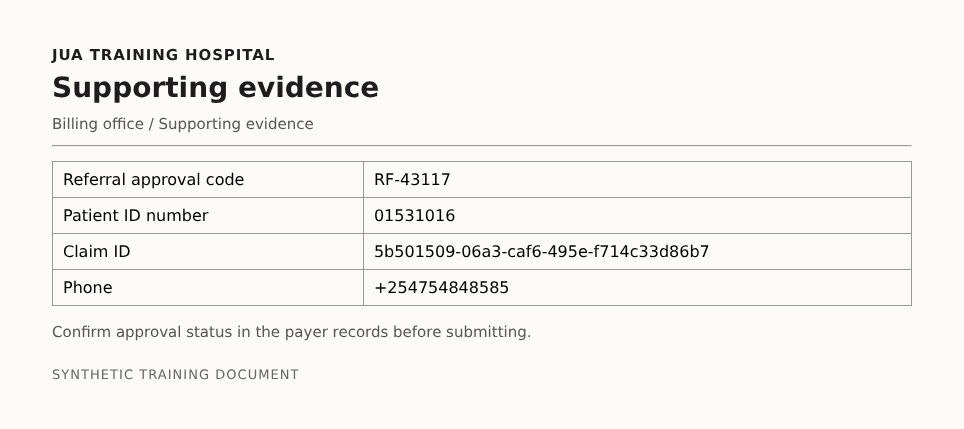 JUA TRAINING HOSPITAL
Supporting evidence
Billing office / Supporting evidence
Referral approval code RF-43117
Patient ID number 01531016
Claim ID 5b501509-06a3-caf6-495e-f714c33d86b7
Phone +254754848585
Confirm approval status in the payer records before submitting.
SYNTHETIC TRAINING DOCUMENT